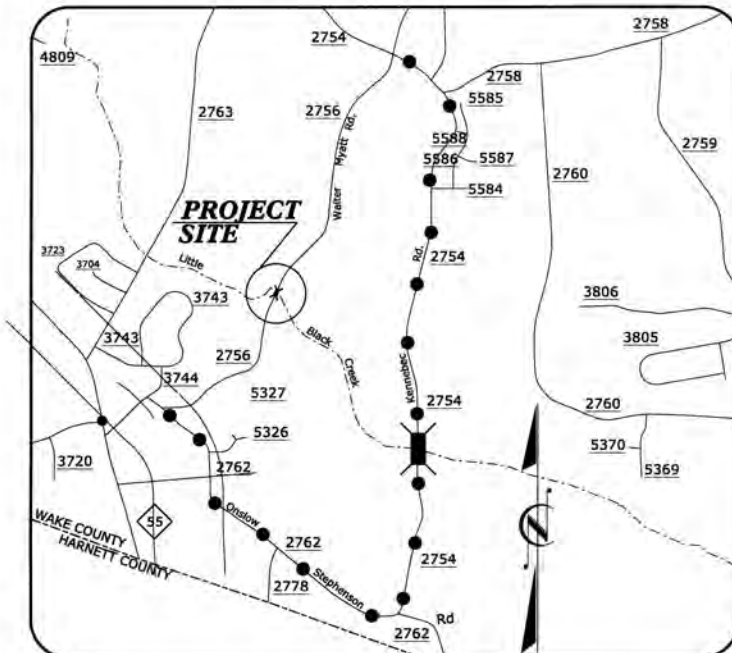 2754
2758
4809
2758
2763
2756
5585
Walter Myatt Rd.
5588
5586
5587
2759
5584
2760
PROJECT
SITE
3723
3704
Little
2754
Rd.
3743
3806
Black
Creek
3743
2756
3805
3744
Kennebec
5327
2754
2760
5326
3720
2762
5370
5369
WAKE COUNTY
HARNETT COUNTY
55
Onslow
2762
N
2754
2778
Stephenson
Rd
2762